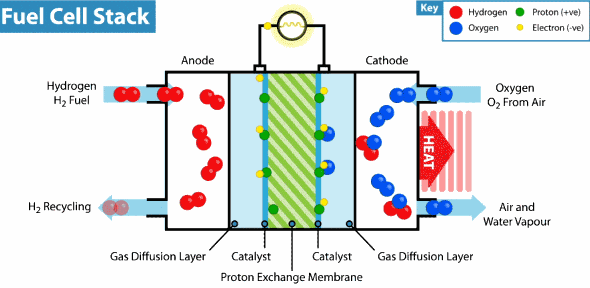 Fuel Cell Stack
Key
Hydrogen
Proton (+ve)
Oxygen
Electron (-ve)
Anode
Cathode
Hydrogen
H2 Fuel
Oxygen
O2 From Air
HEAT
H2 Recycling
Air and
Water Vapour
Gas Diffusion Layer
Catalyst
Catalyst
Gas Diffusion Layer
Proton Exchange Membrane